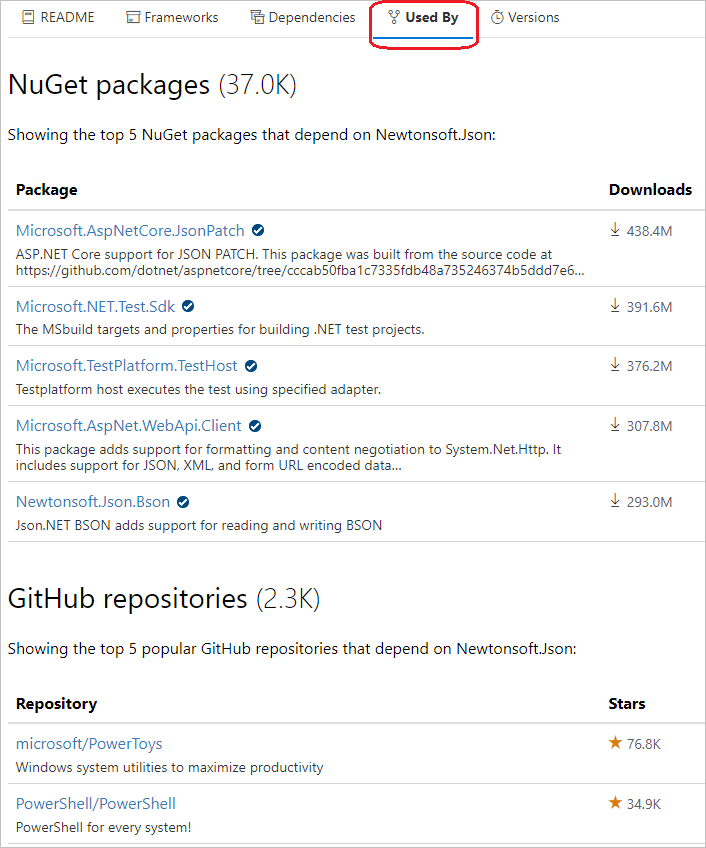 README Frameworks Dependencies Used By Versions
NuGet packages (37.0K)
Showing the top 5 NuGet packages that depend on Newtonsoft.Json:
Package Downloads
Microsoft.AspNetCore.JsonPatch 438.4M
ASP.NET Core support for JSON PATCH. This package was built from the source code at
https://github.com/dotnet/aspnetcore/tree/cccab50fba1c7335fdb48a735246374b5ddd7e6...
Microsoft.NET.Test.Sdk 391.6M
The MSbuild targets and properties for building .NET test projects.
Microsoft.TestPlatform.TestHost 376.2M
Testplatform host executes the test using specified adapter.
Microsoft.AspNet.WebApi.Client 307.8M
This package adds support for formatting and content negotiation to System.Net.Http. It
includes support for JSON, XML, and form URL encoded data...
Newtonsoft.Json.Bson 293.0M
Json.NET BSON adds support for reading and writing BSON
GitHub repositories (2.3K)
Showing the top 5 popular GitHub repositories that depend on Newtonsoft.Json:
Repository Stars
microsoft/PowerToys 76.8K
Windows system utilities to maximize productivity
PowerShell/PowerShell 34.9K
PowerShell for every system!